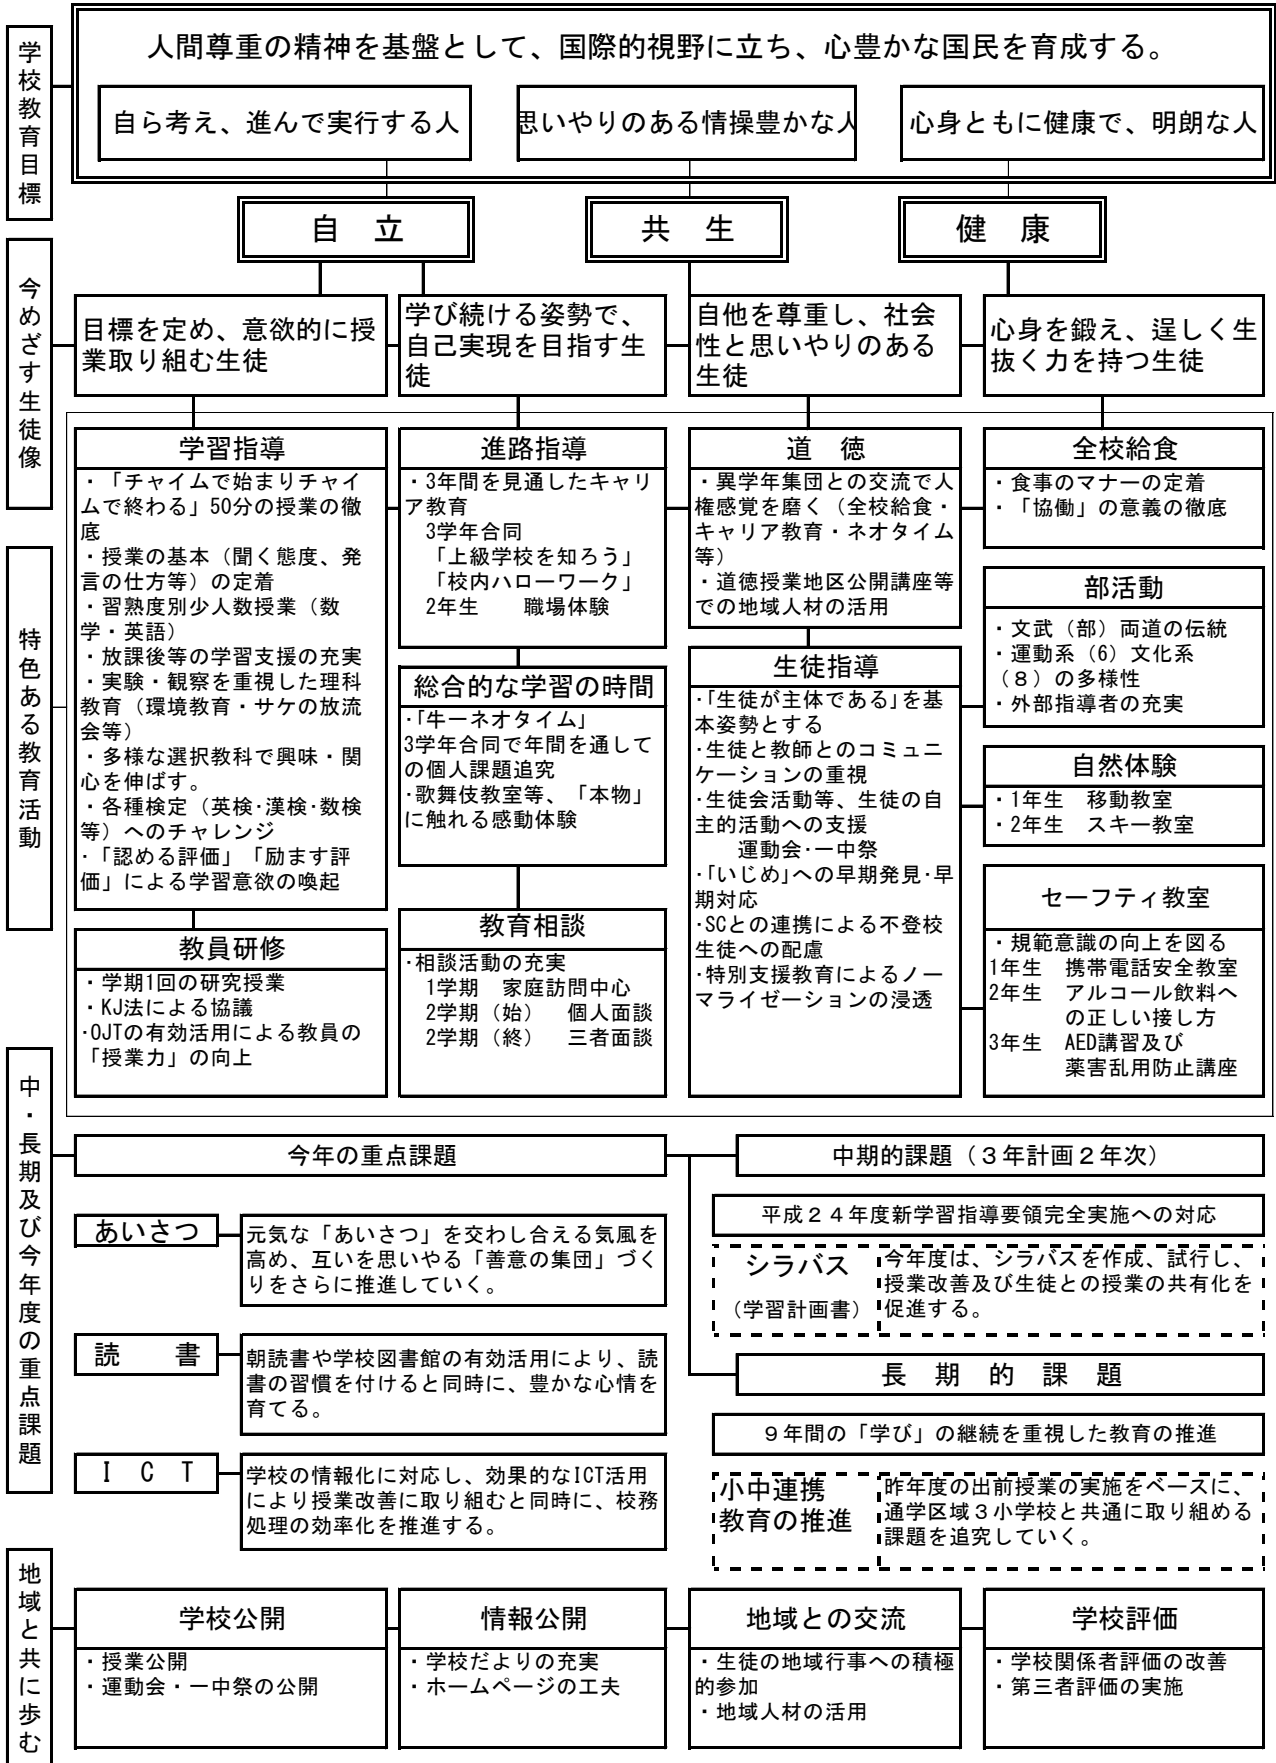 学校教育目標
人間尊重の精神を基盤として、国際的視野に立ち、心豊かな国民を育成する。
自ら考え、進んで実行する人
思いやりのある情操豊かな人
心身ともに健康で、明朗な人
自　立
共　生
健　康
今めざす生徒像
目標を定め、意欲的に授
業取り組む生徒
学び続ける姿勢で、
自己実現を目指す生
徒
自他を尊重し、社会
性と思いやりのある
生徒
心身を鍛え、逞しく生
抜く力を持つ生徒
特色ある教育活動
学習指導
・「チャイムで始まりチャイ
ムで終わる」50分の授業の徹
底
・授業の基本（聞く態度、発
言の仕方等）の定着
・習熟度別少人数授業（数
学・英語）
・放課後等の学習支援の充実
・実験・観察を重視した理科
教育（環境教育・サケの放流
会等）
・多様な選択教科で興味・関
心を伸ばす。
・各種検定（英検･漢検･数検
等）へのチャレンジ
・「認める評価」「励ます評
価」による学習意欲の喚起
教員研修
・学期1回の研究授業
・KJ法による協議
･OJTの有効活用による教員の
「授業力」の向上
進路指導
・3年間を見通したキャリ
ア教育
3学年合同
「上級学校を知ろう」
「校内ハローワーク」
2年生　職場体験
総合的な学習の時間
･「牛一ネオタイム」
3学年合同で年間を通して
の個人課題追究
･歌舞伎教室等、「本物」
に触れる感動体験
教育相談
･相談活動の充実
1学期　家庭訪問中心
2学期（始）　個人面談
2学期（終）　三者面談
道　徳
・異学年集団との交流で人
権感覚を磨く（全校給食・
キャリア教育・ネオタイム
等）
・道徳授業地区公開講座等
での地域人材の活用
生徒指導
･「生徒が主体である」を基
本姿勢とする
･生徒と教師とのコミュニ
ケーションの重視
･生徒会活動等、生徒の自
主的活動への支援
運動会･一中祭
･「いじめ」への早期発見･早
期対応
･SCとの連携による不登校
生徒への配慮
･特別支援教育によるノー
マライゼーションの浸透
全校給食
・食事のマナーの定着
・「協働」の意義の徹底
部活動
・文武（部）両道の伝統
・運動系（6）文化系
（８）の多様性
・外部指導者の充実
自然体験
・1年生　移動教室
・2年生　スキー教室
セーフティ教室
・規範意識の向上を図る
1年生　携帯電話安全教室
2年生　アルコール飲料へ
の正しい接し方
3年生　AED講習及び
薬害乱用防止講座
中・長期及び今年度の重点課題
今年の重点課題
あいさつ
元気な「あいさつ」を交わし合える気風を
高め、互いを思いやる「善意の集団」づく
りをさらに推進していく。
読　書
朝読書や学校図書館の有効活用により、読
書の習慣を付けると同時に、豊かな心情を
育てる。
Ｉ　Ｃ　Ｔ
学校の情報化に対応し、効果的なICT活用
により授業改善に取り組むと同時に、校務
処理の効率化を推進する。
中期的課題（３年計画２年次）
平成２４年度新学習指導要領完全実施への対応
シラバス
（学習計画書）
今年度は、シラバスを作成、試行し、
授業改善及び生徒との授業の共有化を
促進する。
長　期　的　課　題
９年間の「学び」の継続を重視した教育の推進
小中連携
教育の推進
昨年度の出前授業の実施をベースに、
通学区域３小学校と共通に取り組める
課題を追究していく。
地域と共に歩む
学校公開
・授業公開
・運動会・一中祭の公開
情報公開
・学校だよりの充実
・ホームページの工夫
地域との交流
・生徒の地域行事への積極
的参加
・地域人材の活用
学校評価
・学校関係者評価の改善
・第三者評価の実施